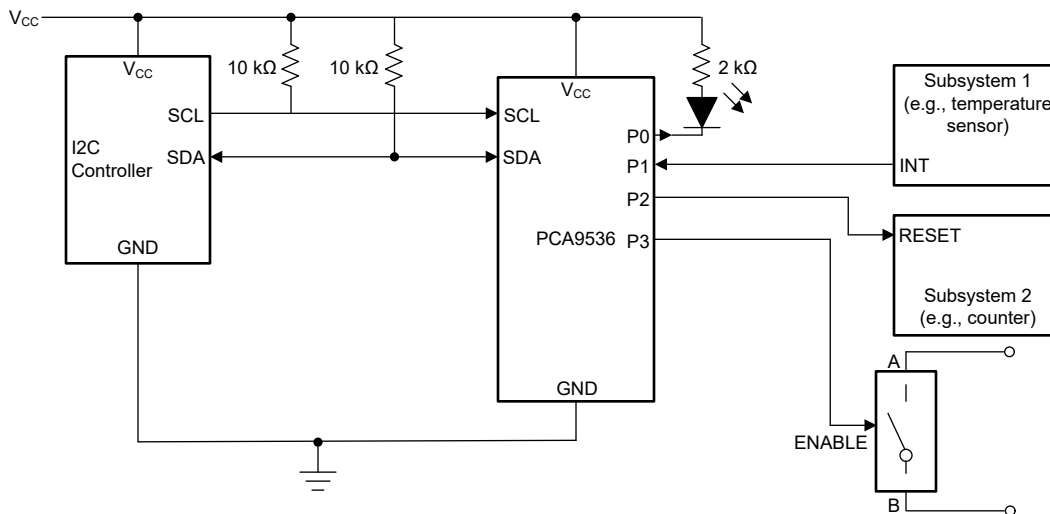 VCC
VCC
10 kΩ
10 kΩ
2 kΩ
SCL
SDA
I2C
Controller
GND
VCC
SCL
SDA
P0
P1
P2
P3
PCA9536
GND
Subsystem 1
(e.g., temperature
sensor)
INT
RESET
Subsystem 2
(e.g., counter)
A
ENABLE
B